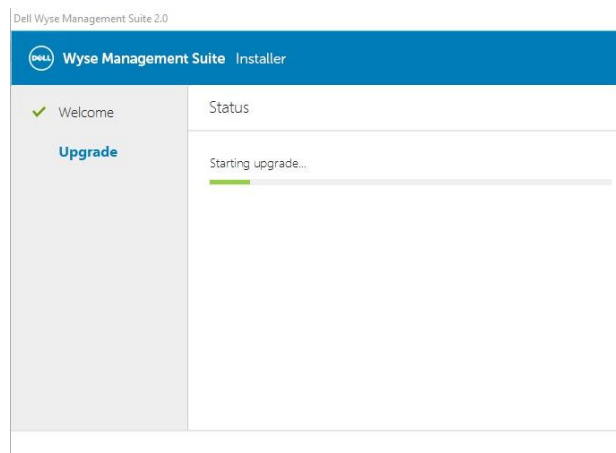 Dell Wyse Management Suite 2.0
DELL Wyse Management Suite Installer
Welcome
Status
Upgrade
Starting upgrade...